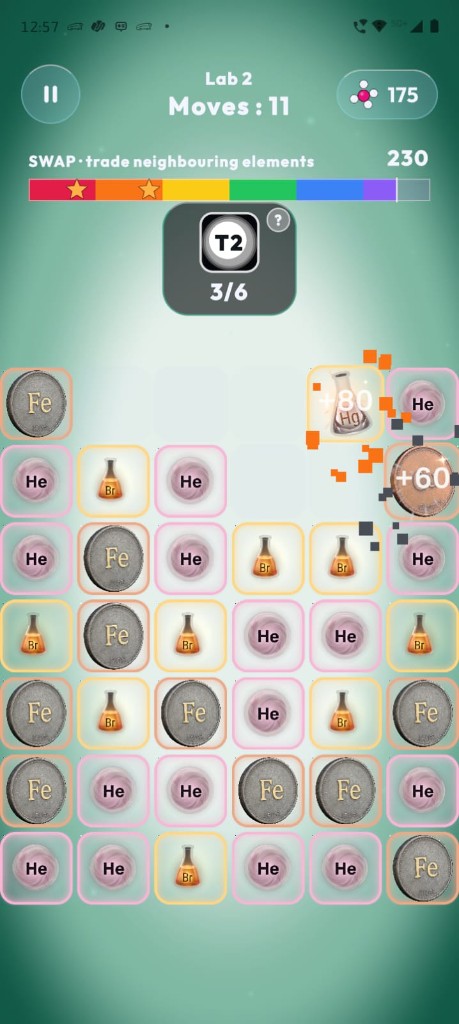 12:57
Lab 2
Moves : 11
175
SWAP · trade neighbouring elements
230
T2
?
3/6
Fe +80 Hg He
He Br He +60
He Fe He Br Br He
Br Fe Br He He Br
Fe Br Fe He Br Fe
Fe He He Fe Fe He
He He Br He He Fe